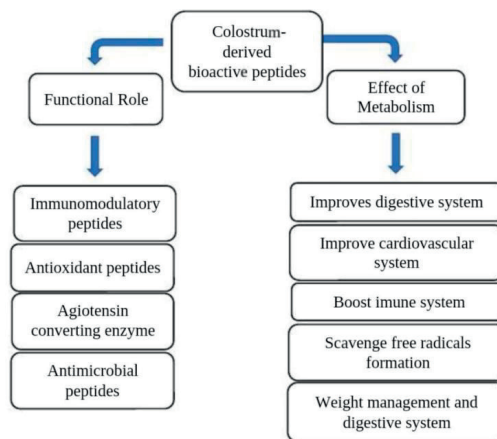 Colostrum-
derived
bioactive peptides
Functional Role
Effect of
Metabolism
Immunomodulatory
peptides
Antioxidant peptides
Agiotensin
converting enzyme
Antimicrobial
peptides
Improves digestive system
Improve cardiovascular
system
Boost imune system
Scavenge free radicals
formation
Weight management and
digestive system